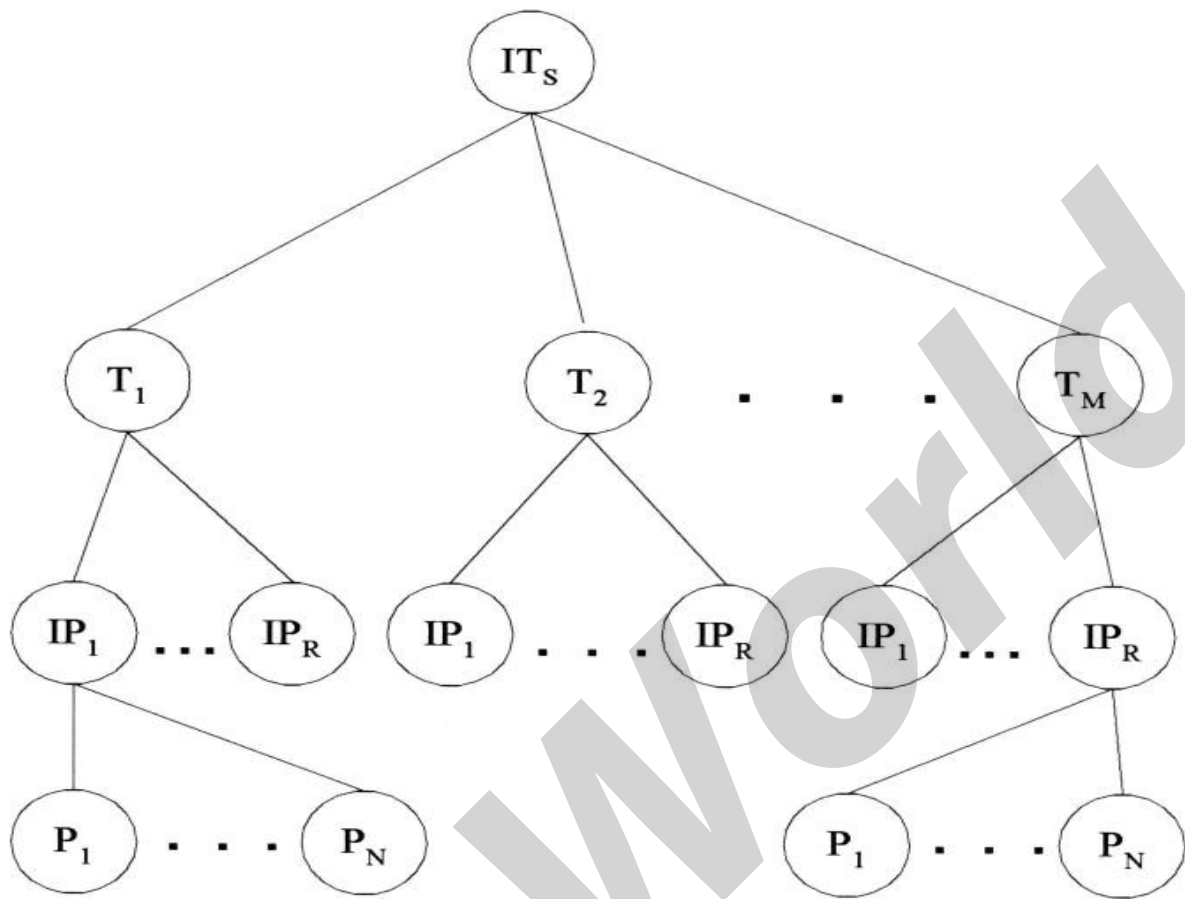 IT_S
T_1 T_2 . . . T_M
IP_1 ... IP_R IP_1 . . . IP_R IP_1 ... IP_R
P_1 . . . P_N P_1 . . . P_N
World